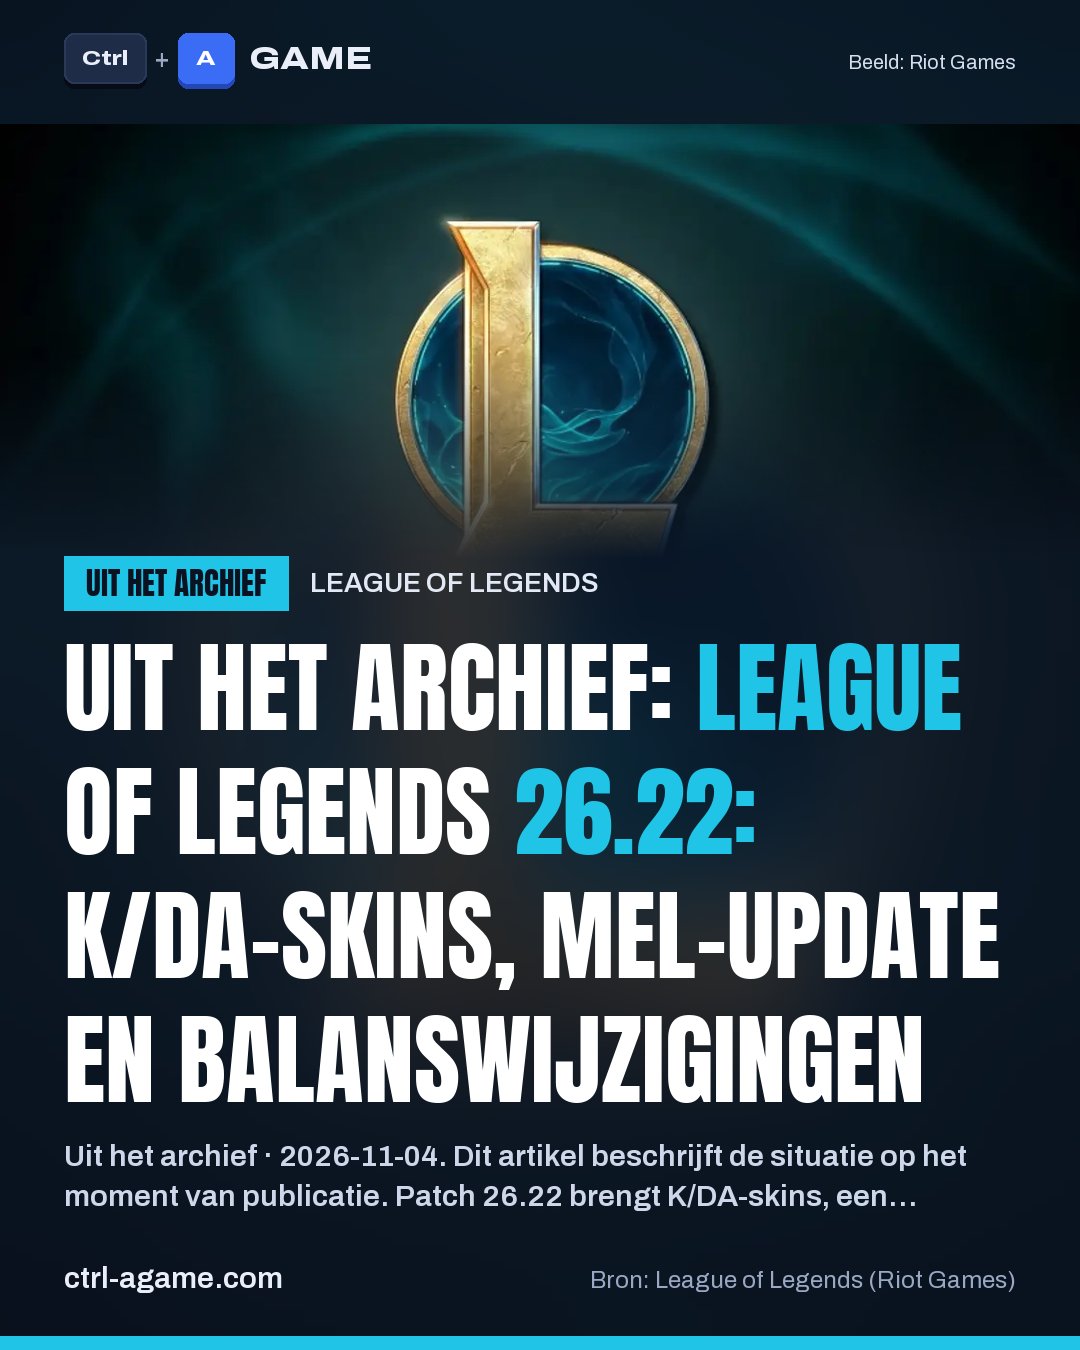 Ctrl + A GAME
Beeld: Riot Games
UIT HET ARCHIEF LEAGUE OF LEGENDS
UIT HET ARCHIEF: LEAGUE
OF LEGENDS 26.22:
K/DA-SKINS, MEL-UPDATE
EN BALANSWIJZIGINGEN
Uit het archief · 2026-11-04. Dit artikel beschrijft de situatie op het
moment van publicatie. Patch 26.22 brengt K/DA-skins, een...
ctrl-agame.com
Bron: League of Legends (Riot Games)